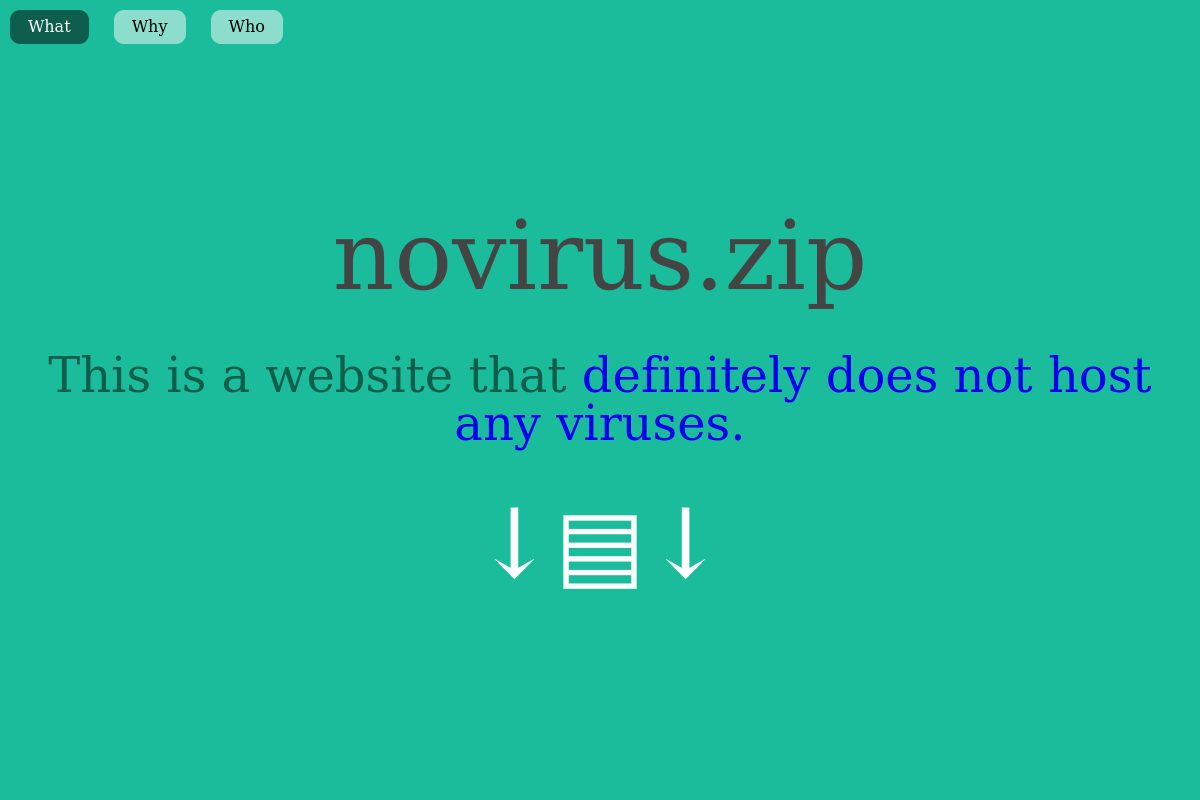 What
Why
Who
novirus.zip
This is a website that definitely does not host
any viruses.
↓ ▤ ↓